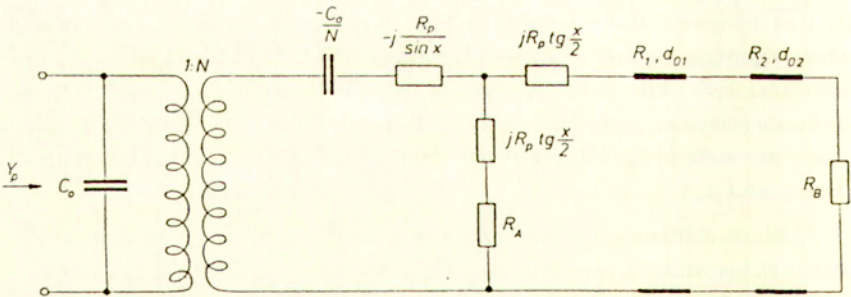 -C₀/N
-j R_p/sin x
jR_p tg x/2
R₁, d₀₁
R₂, d₀₂
1:N
jR_p tg x/2
Y_p
C₀
R_A
R_B